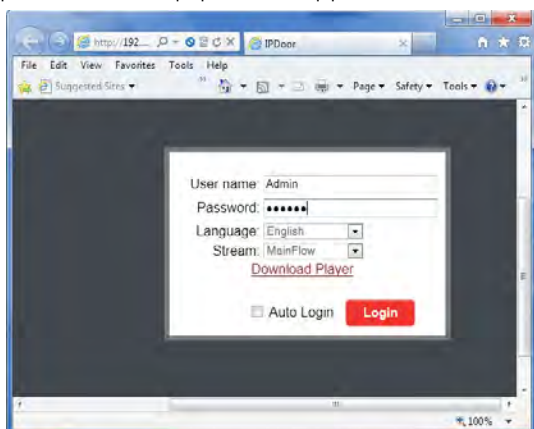 http://192...
IPDoor
File Edit View Favorites Tools Help
Suggested Sites
Page Safety Tools
User name: Admin
Password: ●●●●●●
Language: English
Stream: MainFlow
Download Player
Auto Login Login
100%